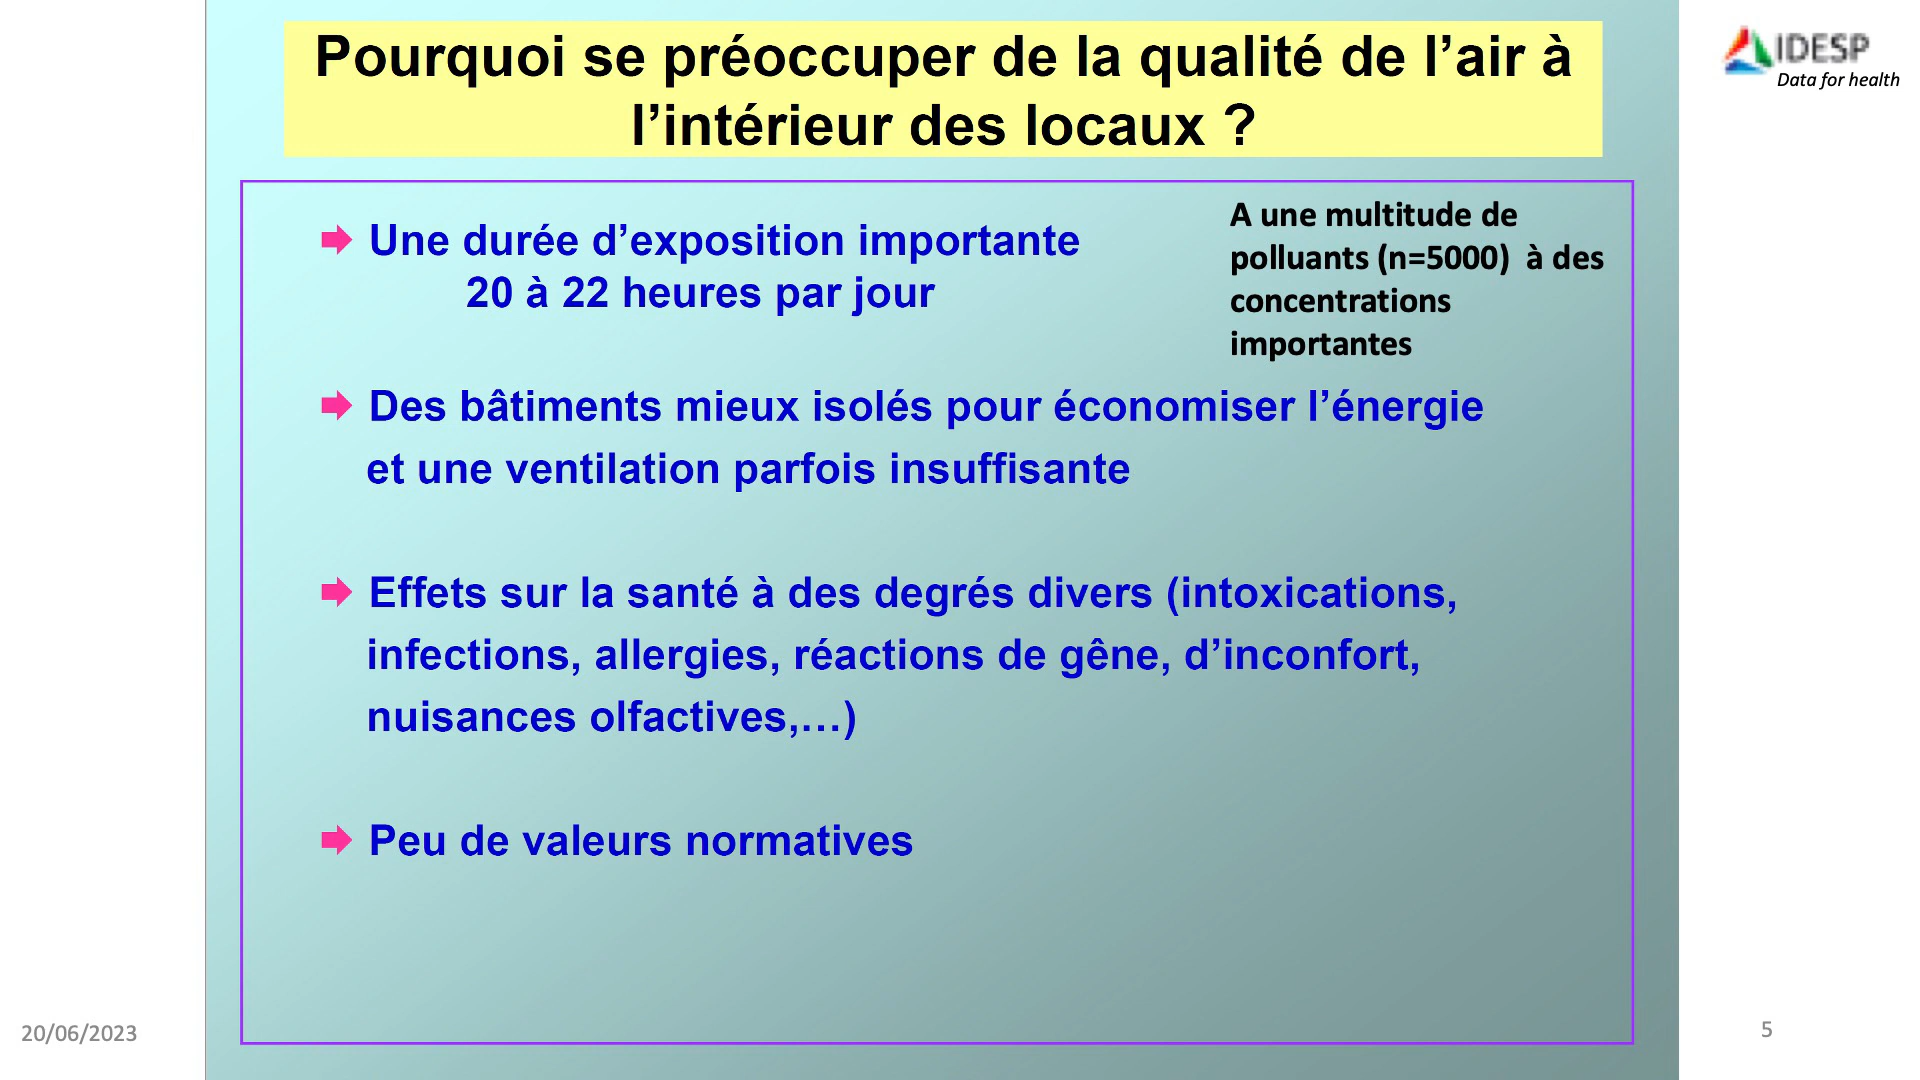 Pourquoi se préoccuper de la qualité de l’air à
l’intérieur des locaux ?
IDESP
Data for health
Une durée d’exposition importante
20 à 22 heures par jour
A une multitude de
polluants (n=5000)  à des
concentrations
importantes
Des bâtiments mieux isolés pour économiser l’énergie
et une ventilation parfois insuffisante
Effets sur la santé à des degrés divers (intoxications,
infections, allergies, réactions de gêne, d’inconfort,
nuisances olfactives,…)
Peu de valeurs normatives
20/06/2023
5